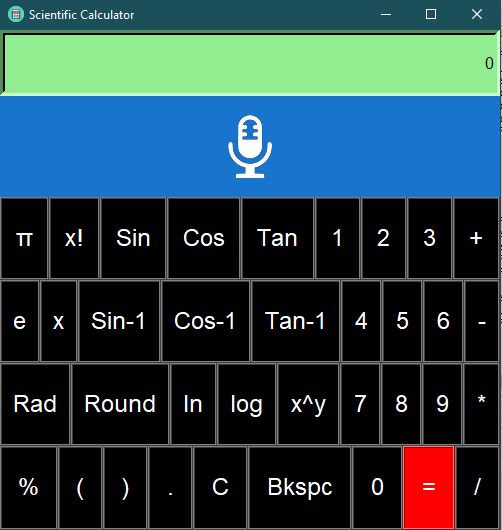 Scientific Calculator
0
π x! Sin Cos Tan 1 2 3 +
e x Sin-1 Cos-1 Tan-1 4 5 6 -
Rad Round ln log x^y 7 8 9 *
% ( ) . C Bkspc 0 = /